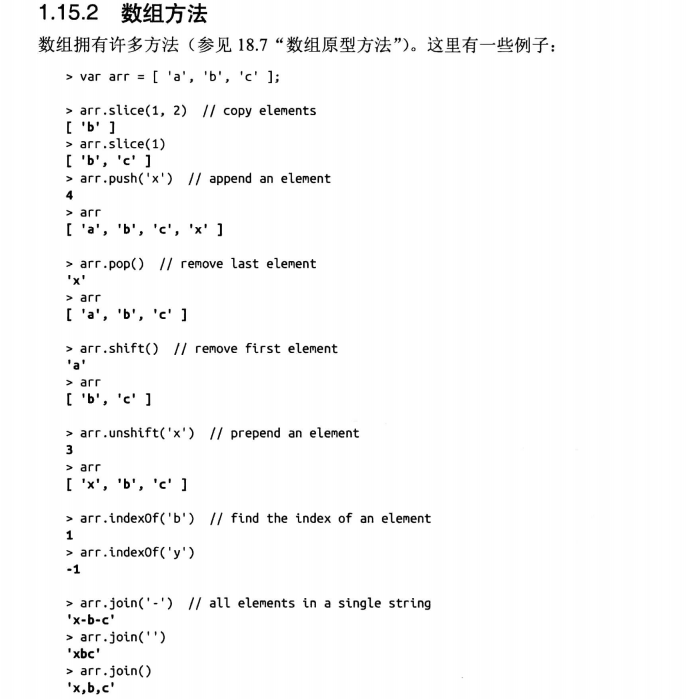 1.15.2 数组方法
数组拥有许多方法（参见 18.7“数组原型方法”）。这里有一些例子：
> var arr = [ 'a', 'b', 'c' ];
> arr.slice(1, 2) // copy elements
[ 'b' ]
> arr.slice(1)
[ 'b', 'c' ]
> arr.push('x') // append an element
4
> arr
[ 'a', 'b', 'c', 'x' ]
> arr.pop() // remove last element
'x'
> arr
[ 'a', 'b', 'c' ]
> arr.shift() // remove first element
'a'
> arr
[ 'b', 'c' ]
> arr.unshift('x') // prepend an element
3
> arr
[ 'x', 'b', 'c' ]
> arr.indexOf('b') // find the index of an element
1
> arr.indexOf('y')
-1
> arr.join('-') // all elements in a single string
'x-b-c'
> arr.join('')
'xbc'
> arr.join()
'x,b,c'